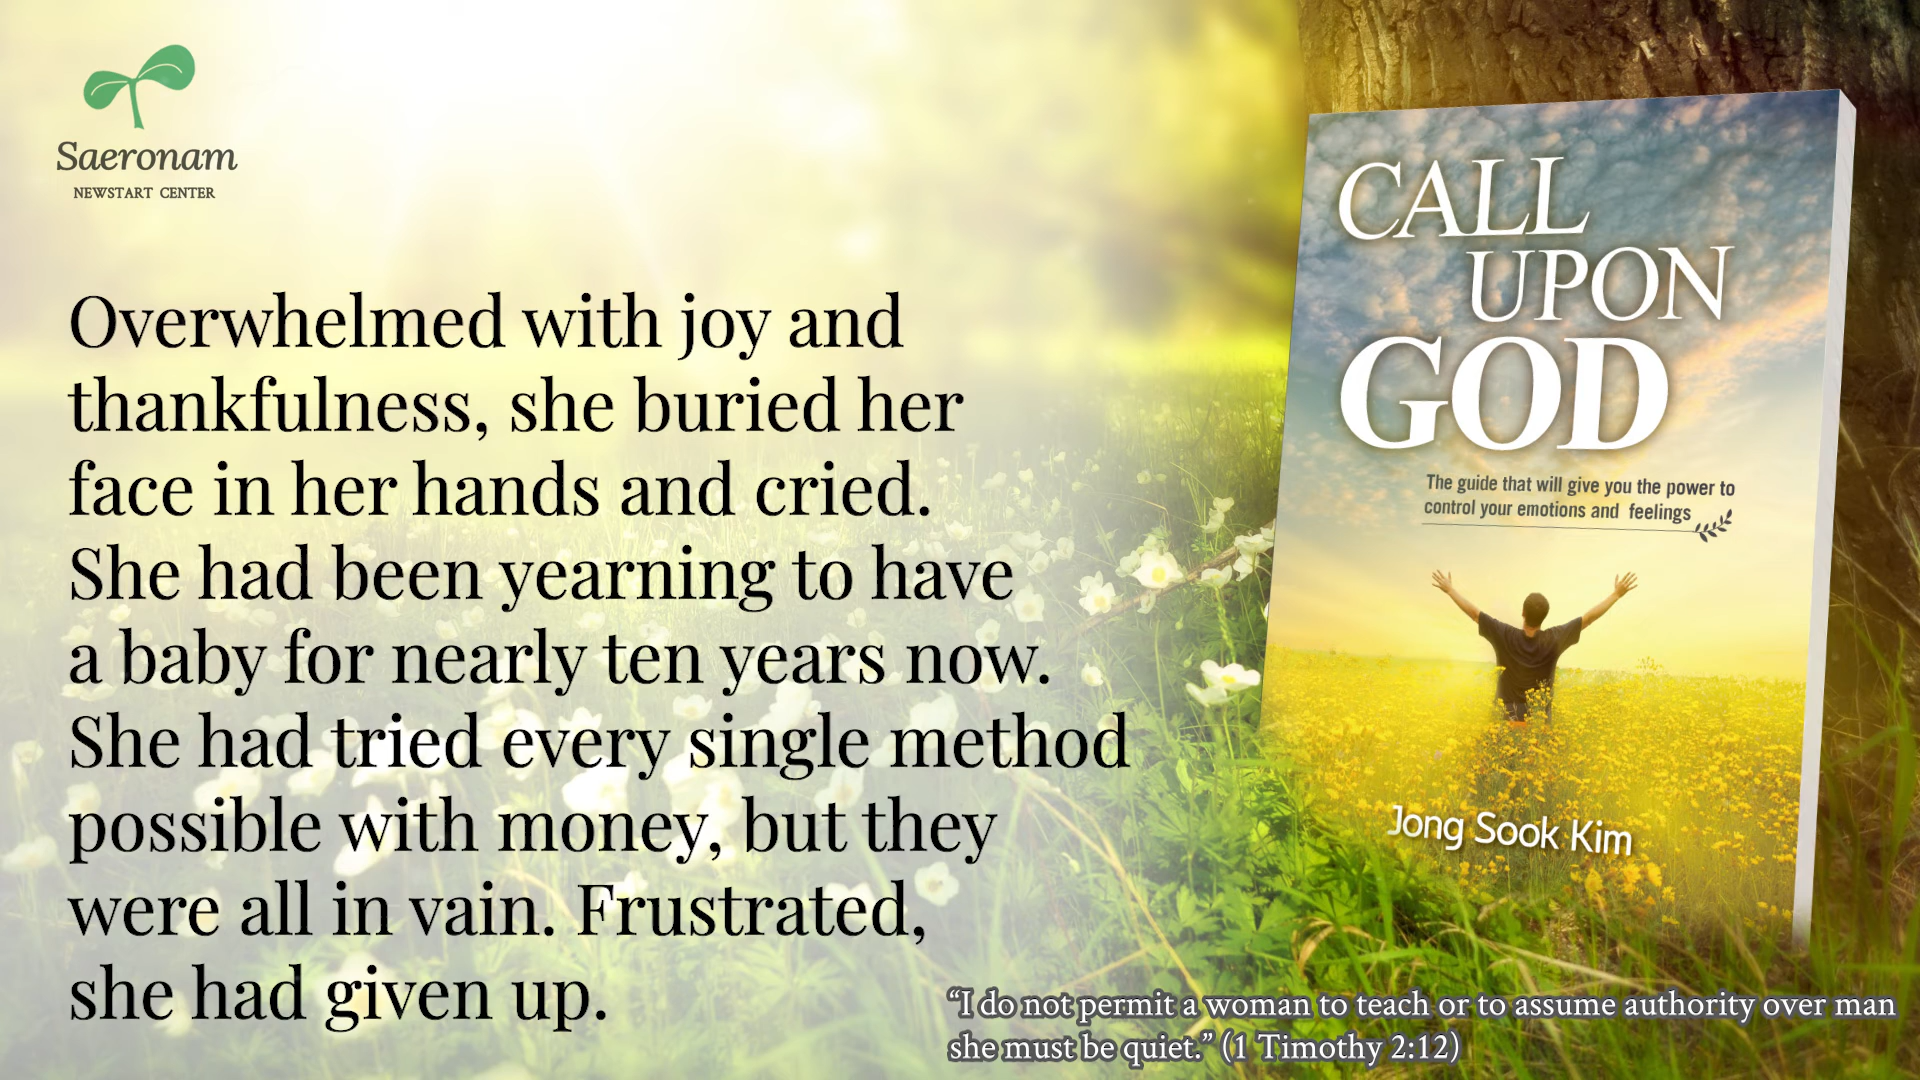 Saeronam
NEWSTART CENTER
Overwhelmed with joy and
thankfulness, she buried her
face in her hands and cried.
She had been yearning to have
a baby for nearly ten years now.
She had tried every single method
possible with money, but they
were all in vain. Frustrated,
she had given up.
CALL
UPON
GOD
The guide that will give you the power to
control your emotions and feelings
Jong Sook Kim
“I do not permit a woman to teach or to assume authority over man
she must be quiet.” (1 Timothy 2:12)